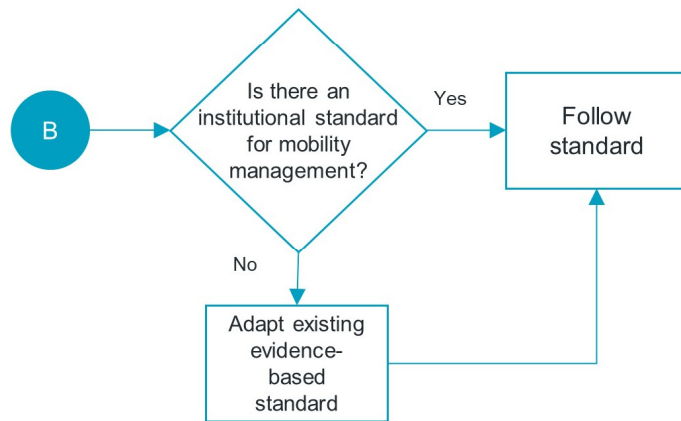 B
Is there an
institutional standard
for mobility
management?
Yes
Follow
standard
No
Adapt existing
evidence-
based
standard